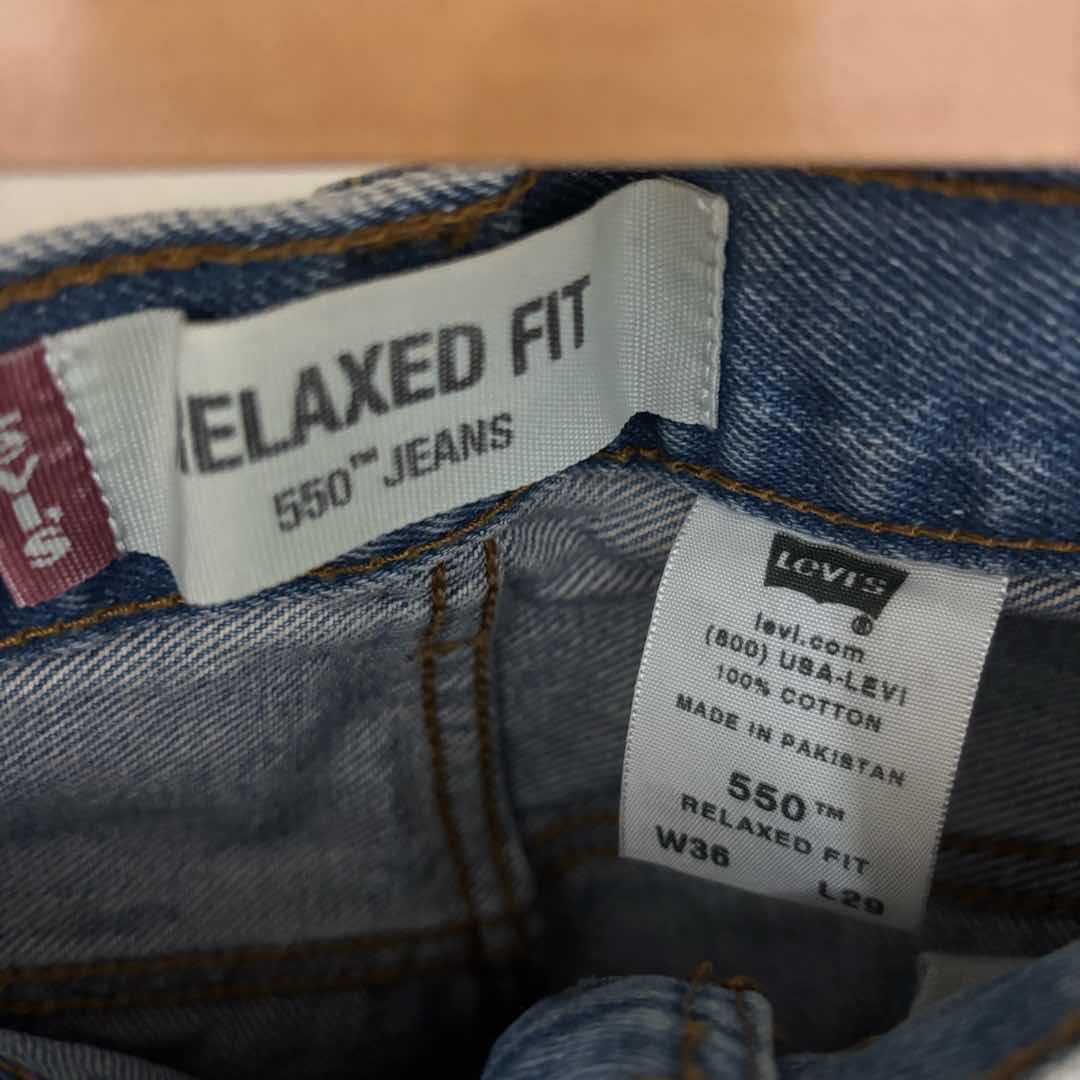 RELAXED FIT
550™ JEANS
LEVI'S
Levi's®
levi.com
(800) USA-LEVI
100% COTTON
MADE IN PAKISTAN
550™
RELAXED FIT
W36 L29